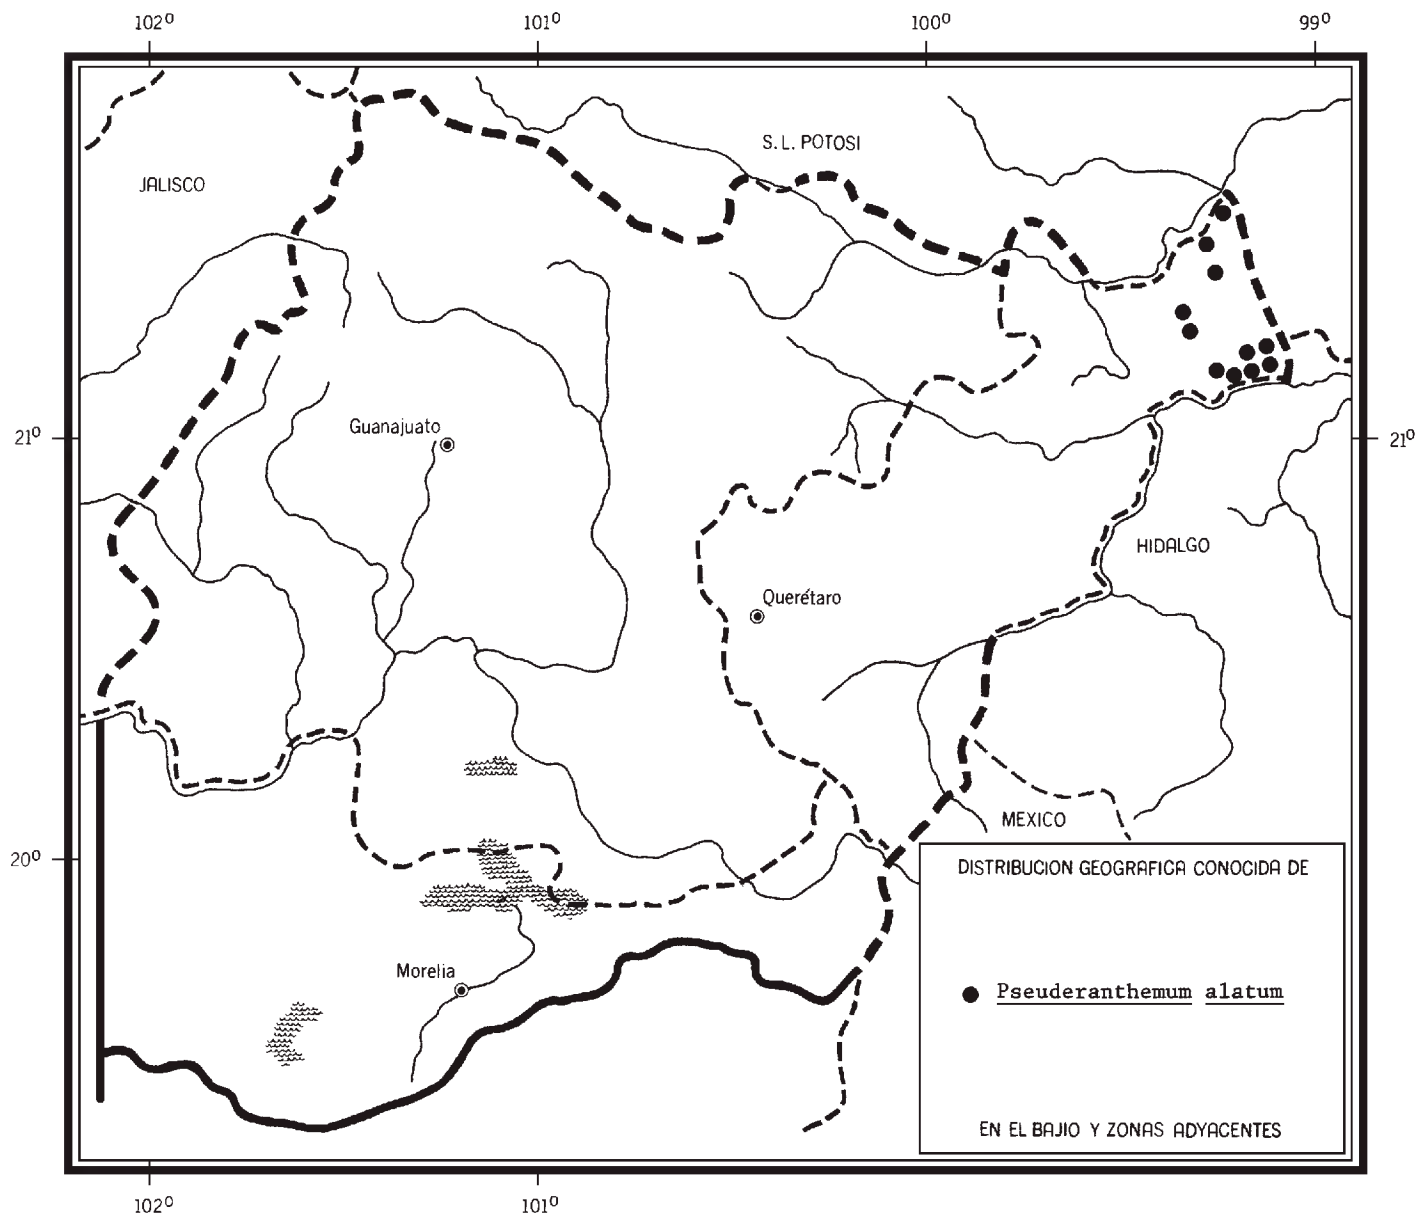 102º 101º 100º 99º
S.L. POTOSI
JALISCO
Guanajuato
21º 21º
HIDALGO
Querétaro
MEXICO
20º
DISTRIBUCION GEOGRAFICA CONOCIDA DE
Morelia
Pseuderanthemum alatum
EN EL BAJIO Y ZONAS ADYACENTES
102º 101º